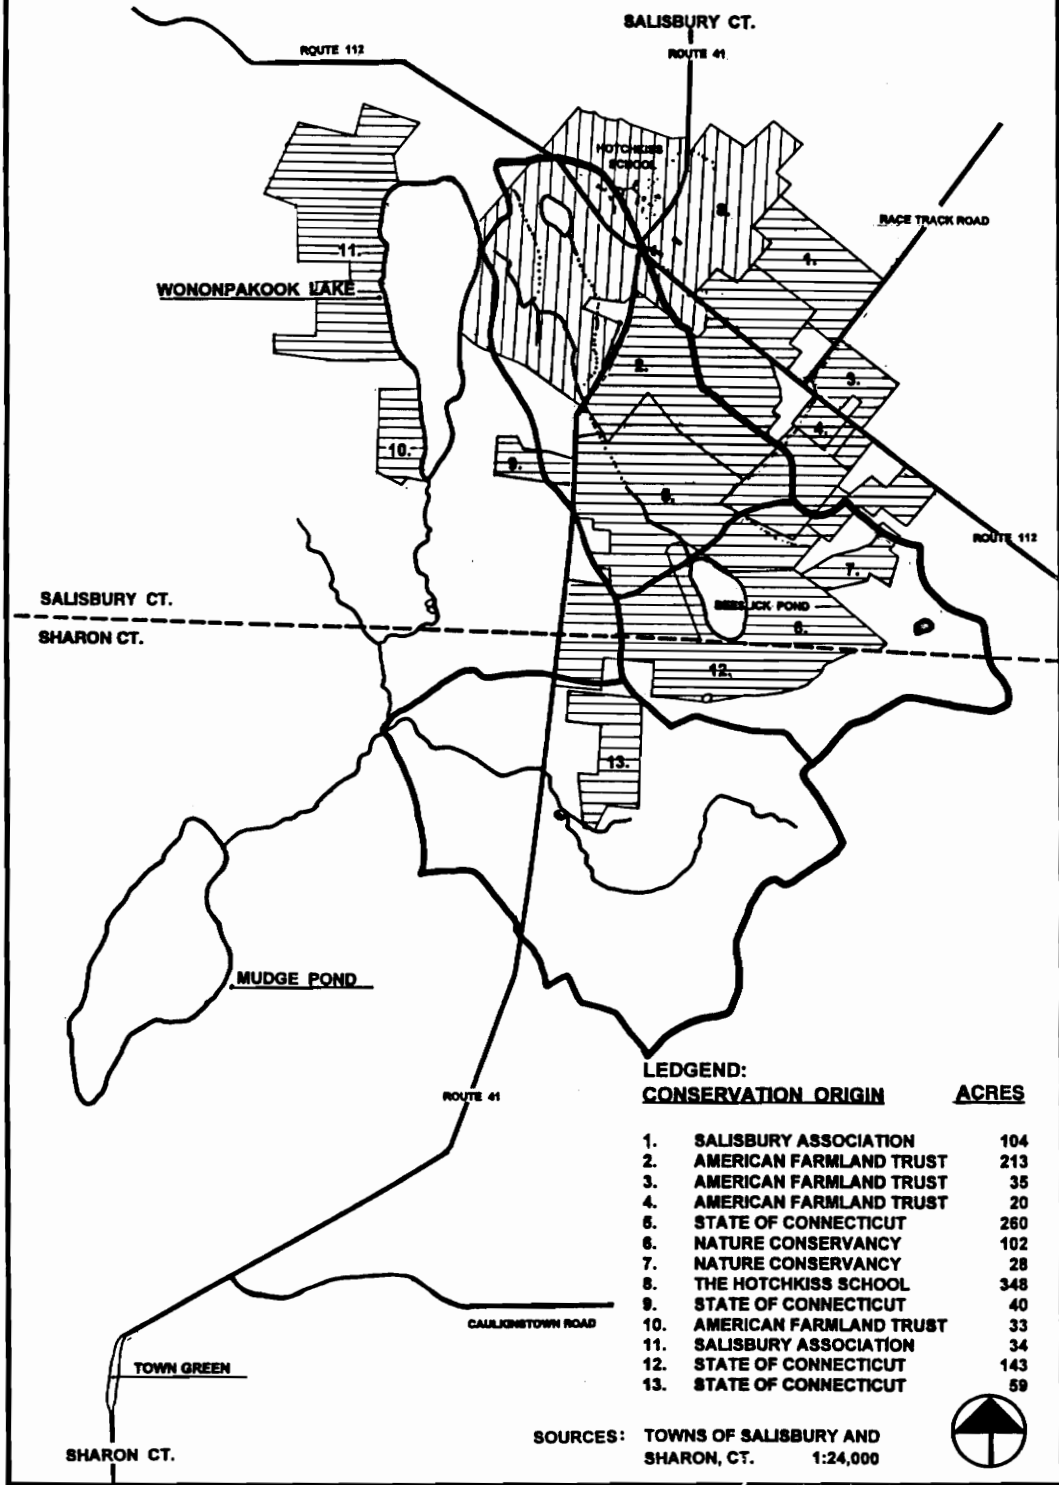 SALISBURY CT.
ROUTE 112
ROUTE 41
HOTCHKISS
SCHOOL
8.
RACE TRACK ROAD
11.
1.
WONONPAKOOK LAKE
2.
3.
4.
10.
9.
5.
ROUTE 112
7.
SALISBURY CT.
BEESLICK POND
SHARON CT.
6.
12.
13.
MUDGE POND
ROUTE 41
LEDGEND:
CONSERVATION ORIGIN ACRES
1. SALISBURY ASSOCIATION 104
2. AMERICAN FARMLAND TRUST 213
3. AMERICAN FARMLAND TRUST 35
4. AMERICAN FARMLAND TRUST 20
5. STATE OF CONNECTICUT 260
6. NATURE CONSERVANCY 102
7. NATURE CONSERVANCY 28
8. THE HOTCHKISS SCHOOL 348
9. STATE OF CONNECTICUT 40
10. AMERICAN FARMLAND TRUST 33
11. SALISBURY ASSOCIATION 34
12. STATE OF CONNECTICUT 143
13. STATE OF CONNECTICUT 59
CAULKINSTOWN ROAD
TOWN GREEN
SHARON CT.
SOURCES: TOWNS OF SALISBURY AND
SHARON, CT. 1:24,000